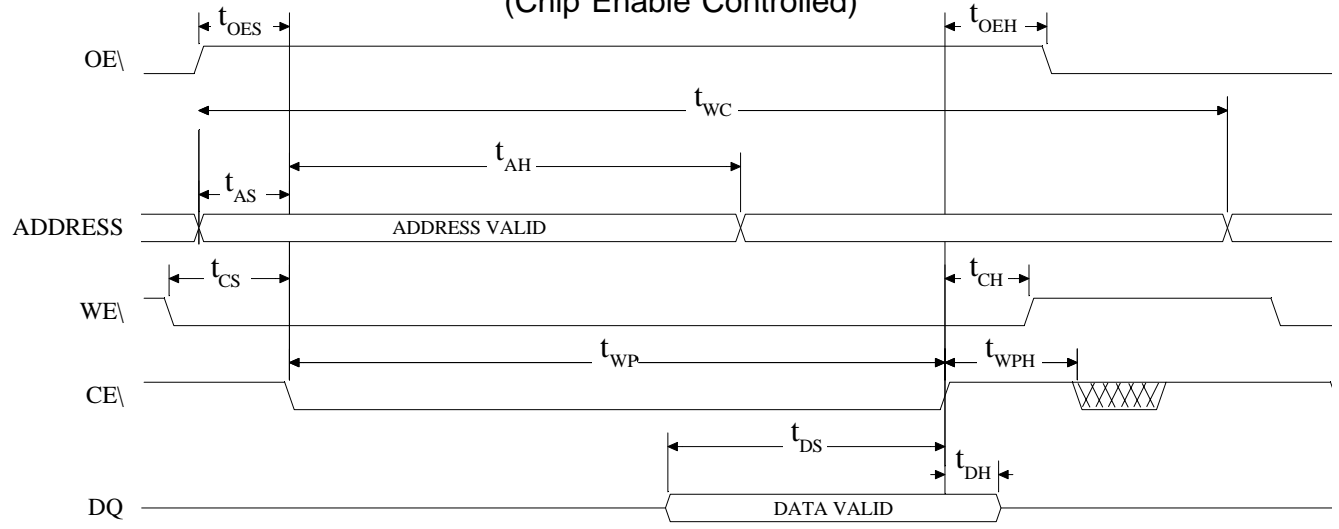 (Chip Enable Controlled)
tOES
tOEH
OE\
tWC
tAH
tAS
ADDRESS
ADDRESS VALID
tCS
tCH
WE\
tWP
tWPH
CE\
tDS
tDH
DQ
DATA VALID